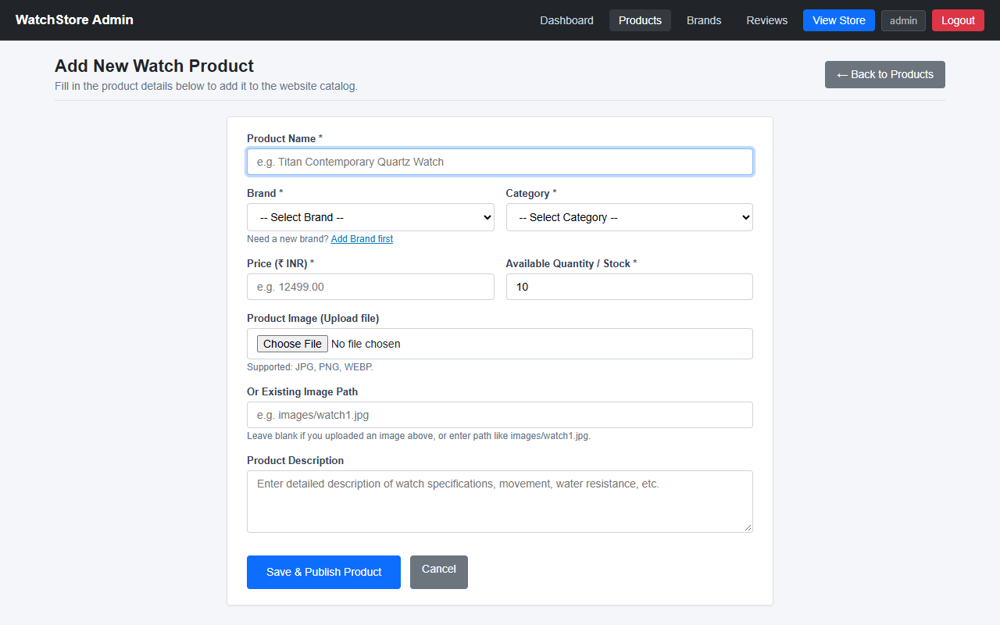 WatchStore Admin
Dashboard Products Brands Reviews View Store admin Logout
Add New Watch Product
Fill in the product details below to add it to the website catalog.
← Back to Products
Product Name *
e.g. Titan Contemporary Quartz Watch
Brand * Category *
-- Select Brand -- -- Select Category --
Need a new brand? Add Brand first
Price (₹ INR) * Available Quantity / Stock *
e.g. 12499.00 10
Product Image (Upload file)
Choose File No file chosen
Supported: JPG, PNG, WEBP.
Or Existing Image Path
e.g. images/watch1.jpg
Leave blank if you uploaded an image above, or enter path like images/watch1.jpg.
Product Description
Enter detailed description of watch specifications, movement, water resistance, etc.
Save & Publish Product Cancel